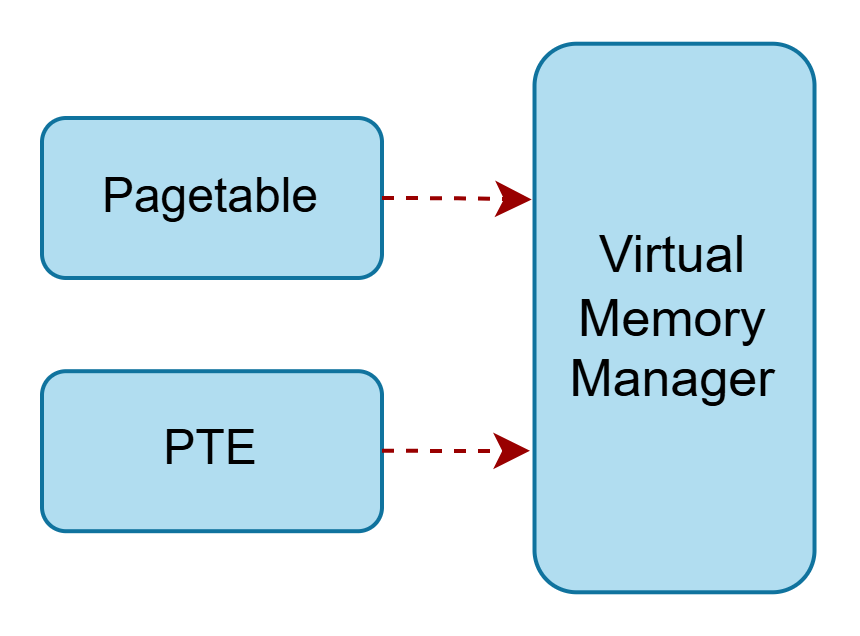 Pagetable
PTE
Virtual
Memory
Manager